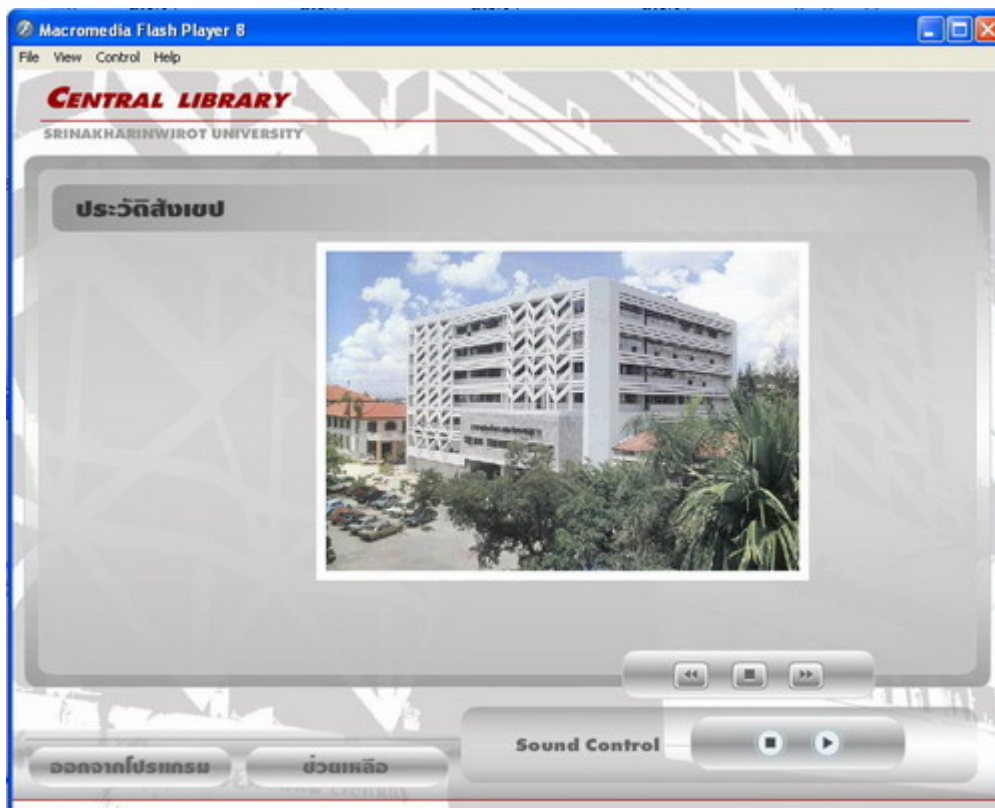 Macromedia Flash Player 8
File View Control Help
CENTRAL LIBRARY
SRINAKHARINWIROT UNIVERSITY
ประวัติสังเขป
Sound Control
ออกจากโปรแกรม
ช่วยเหลือ